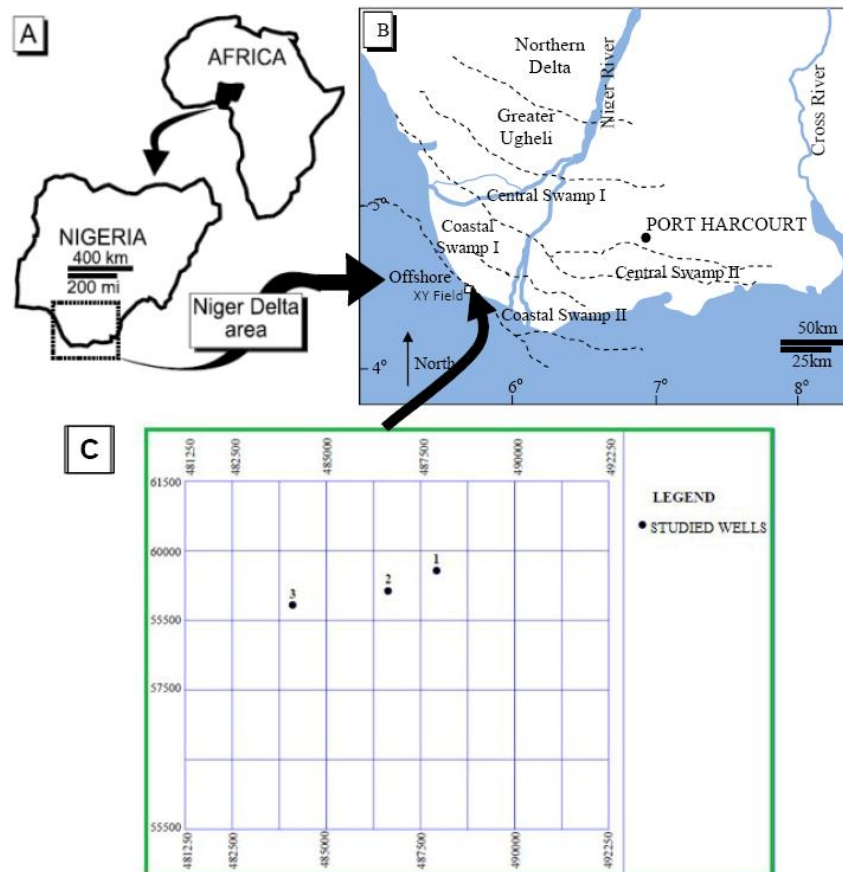 A
AFRICA
NIGERIA
400 km
200 mi
Niger Delta
area
B
Northern
Delta
Niger River
Cross River
Greater
Ugheli
Central Swamp I
5°
Coastal
Swamp I
PORT HARCOURT
Offshore
XY Field
Central Swamp II
Coastal Swamp II
North
50km
25km
4°
6°
7°
8°
C
481250
482500
485000
487500
490000
492250
61500
60000
55500
57500
55500
1
2
3
LEGEND
STUDIED WELLS
481250
482500
485000
487500
490000
492250